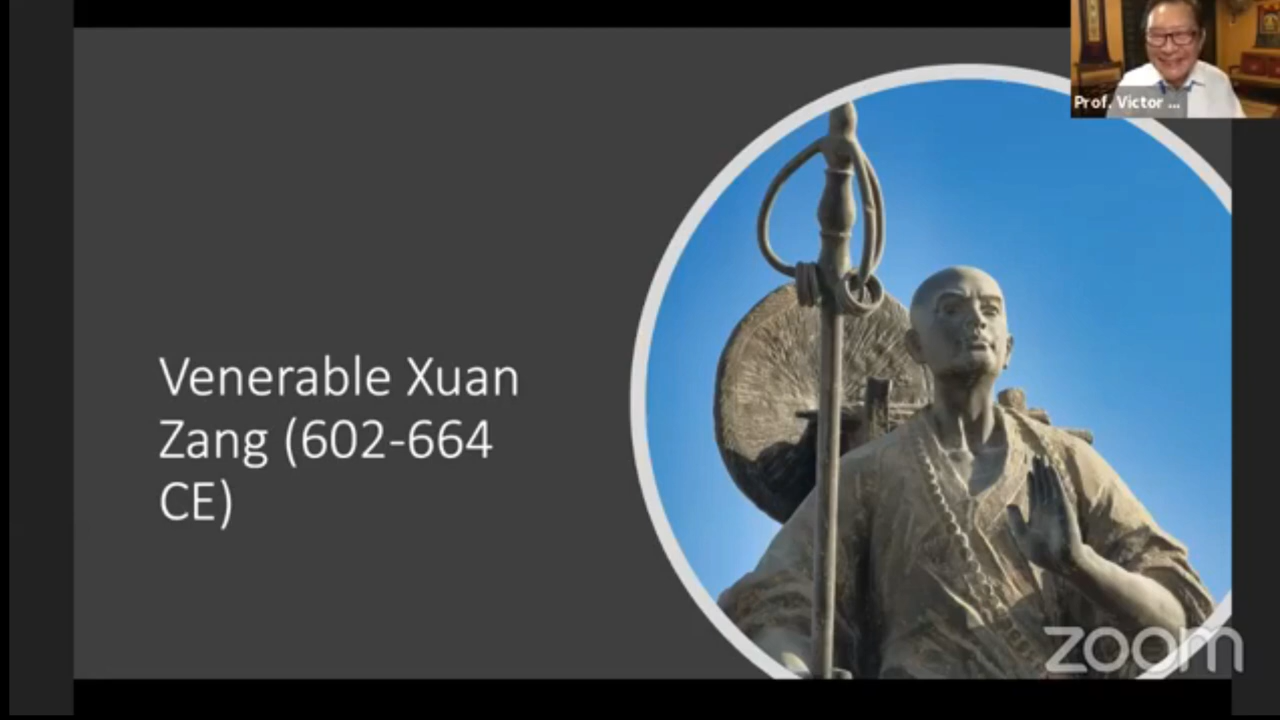 Prof. Victor ...
Venerable Xuan
Zang (602-664
CE)
zoom